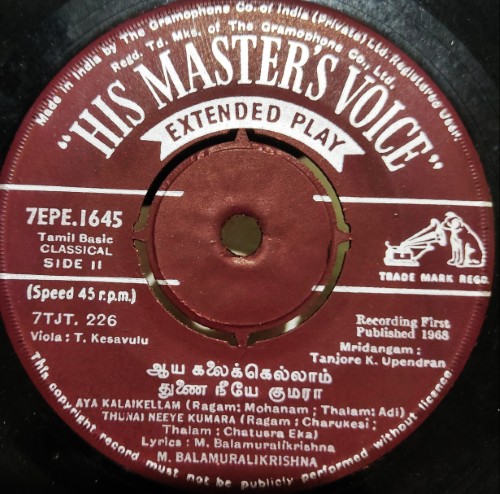 Made in India by The Gramophone Co. of India (Private) Ltd. Registered User.
Regd. Td. Mks. of The Gramophone Co., Ltd.
"HIS MASTER'S VOICE"
EXTENDED PLAY
7EPE.1645
Tamil Basic
CLASSICAL
SIDE II
TRADE MARK REGD.
(Speed 45 r.p.m.)
7TJT. 226
Viola: T. Kesavulu
Recording First
Published 1968
Mridangam:
Tanjore K. Upendran
ஆய கலைக்கெல்லாம்
துணை நீயே குமரா
AYA KALAIKELLAM (Ragam: Mohanam; Thalam: Adi)
THUNAI NEEYE KUMARA (Ragam: Charukesi;
Thalam: Chatusra Eka)
Lyrics: M. Balamuralikrishna
M. BALAMURALIKRISHNA
This copyright record must not be publicly performed without licence.